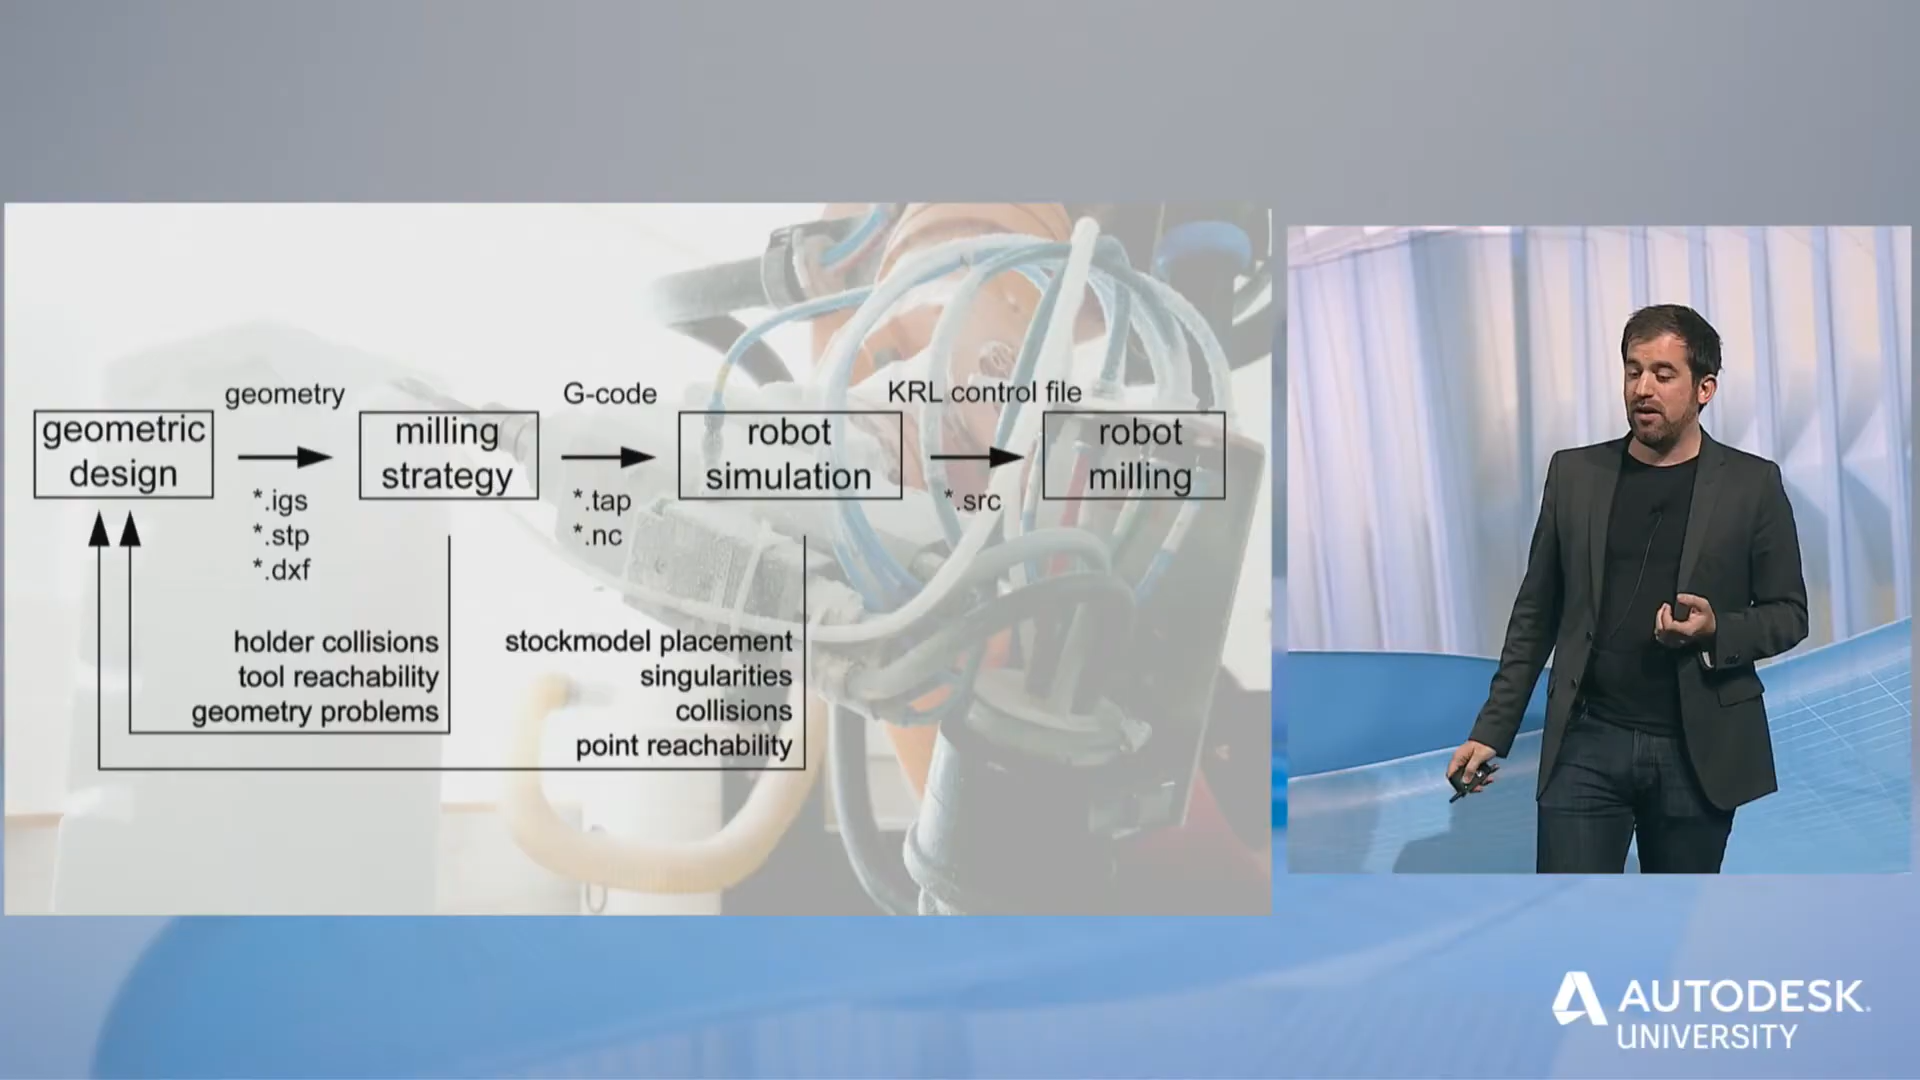 geometry
G-code
KRL control file
geometric
design
milling
strategy
robot
simulation
robot
milling
*.igs
*.stp
*.dxf
*.tap
*.nc
*.src
holder collisions
tool reachability
geometry problems
stockmodel placement
singularities
collisions
point reachability
AUTODESK.
UNIVERSITY